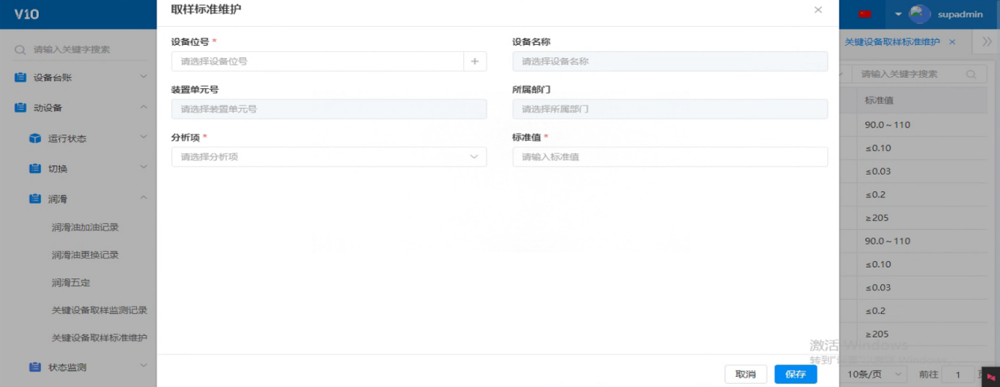 V10
取样标准维护
supadmin
请输入关键字搜索
设备台账
动设备
运行状态
切换
润滑
润滑油加油记录
润滑油更换记录
润滑五定
关键设备取样监测记录
关键设备取样标准维护
状态监测
设备位号 *
请选择设备位号
设备名称
请选择设备名称
装置单元号
请选择装置单元号
所属部门
请选择所属部门
分析项 *
请选择分析项
标准值 *
请输入标准值
取消
保存
关键设备取样标准维护
请输入关键字搜索
标准值
90.0~110
≤0.10
≤0.03
≤0.2
≥205
90.0~110
≤0.10
≤0.03
≤0.2
≥205
激活 Windows
10条/页
前往
1